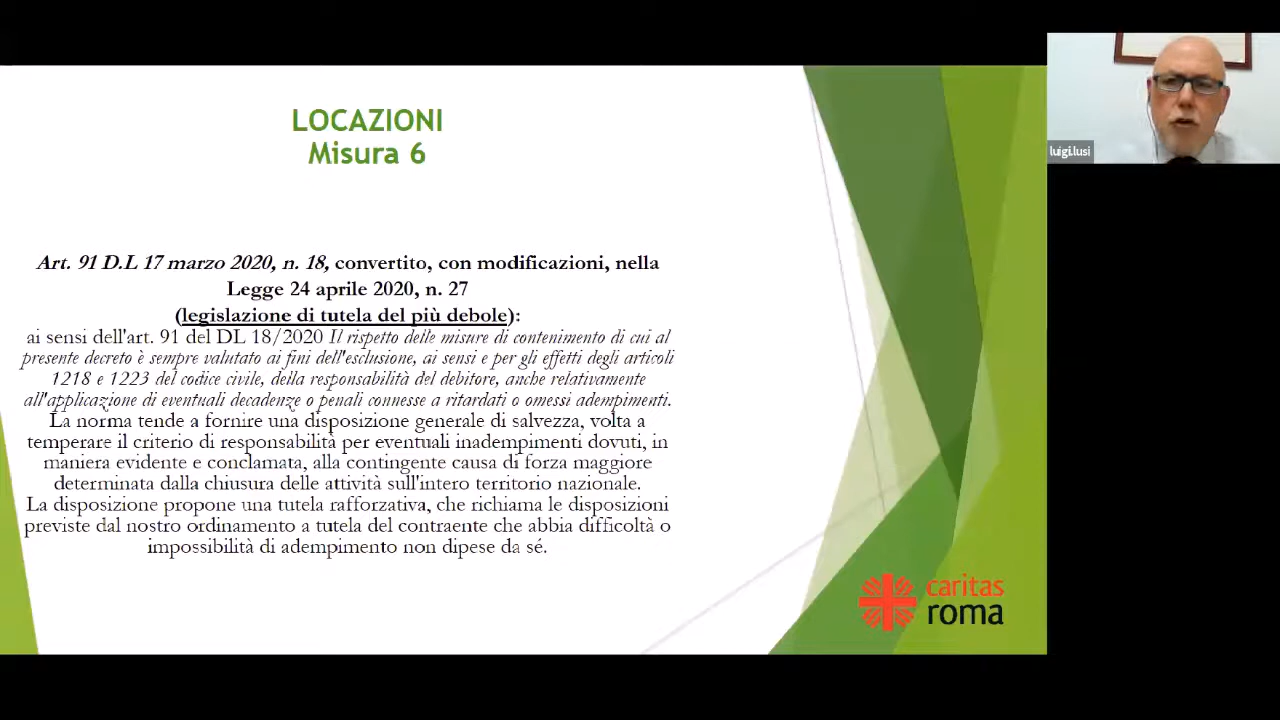 LOCAZIONI
Misura 6
Art. 91 D.L 17 marzo 2020, n. 18, convertito, con modificazioni, nella
Legge 24 aprile 2020, n. 27
(legislazione di tutela del più debole):
ai sensi dell'art. 91 del DL 18/2020 Il rispetto delle misure di contenimento di cui al
presente decreto è sempre valutato ai fini dell'esclusione, ai sensi e per gli effetti degli articoli
1218 e 1223 del codice civile, della responsabilità del debitore, anche relativamente
all'applicazione di eventuali decadenze o penali connesse a ritardati o omessi adempimenti.
La norma tende a fornire una disposizione generale di salvezza, volta a
temperare il criterio di responsabilità per eventuali inadempimenti dovuti, in
maniera evidente e conclamata, alla contingente causa di forza maggiore
determinata dalla chiusura delle attività sull'intero territorio nazionale.
La disposizione propone una tutela rafforzativa, che richiama le disposizioni
previste dal nostro ordinamento a tutela del contraente che abbia difficoltà o
impossibilità di adempimento non dipese da sé.
caritas
roma
luigi.lusi